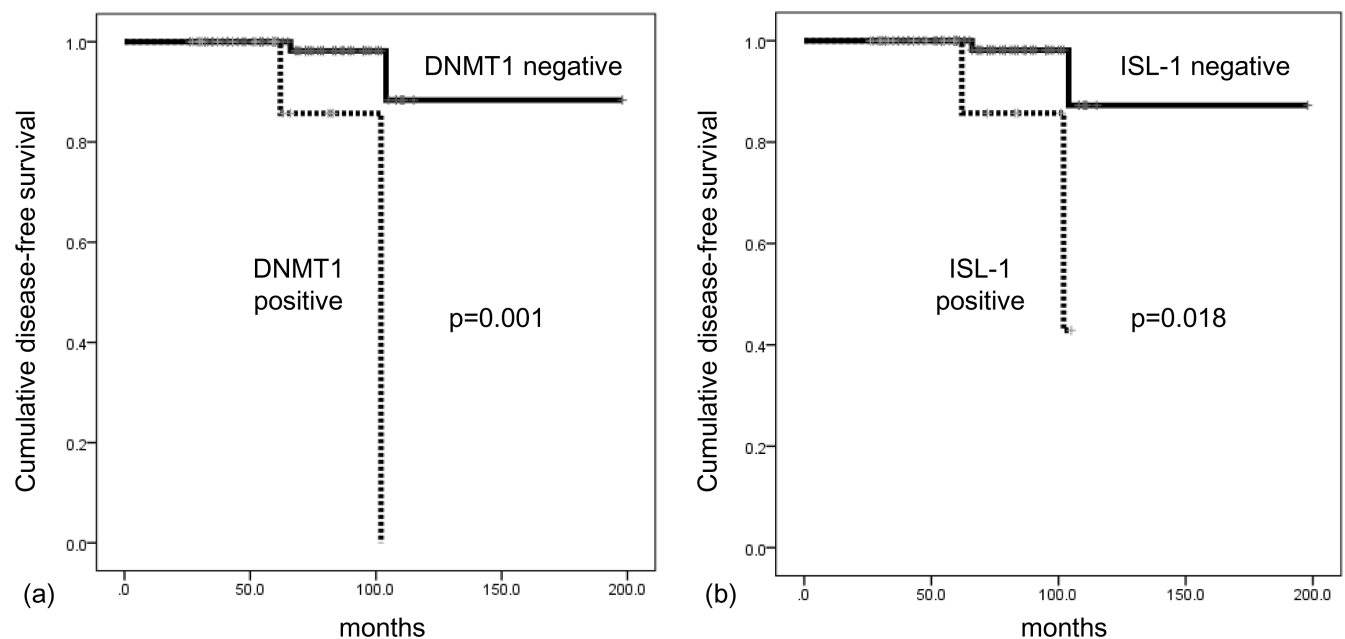 Cumulative disease-free survival
1.0
0.8
0.6
0.4
0.2
0.0
DNMT1 negative
DNMT1
positive
p=0.001
.0 50.0 100.0 150.0 200.0
(a)
months
Cumulative disease-free survival
1.0
0.8
0.6
0.4
0.2
0.0
ISL-1 negative
ISL-1
positive
p=0.018
.0 50.0 100.0 150.0 200.0
(b)
months